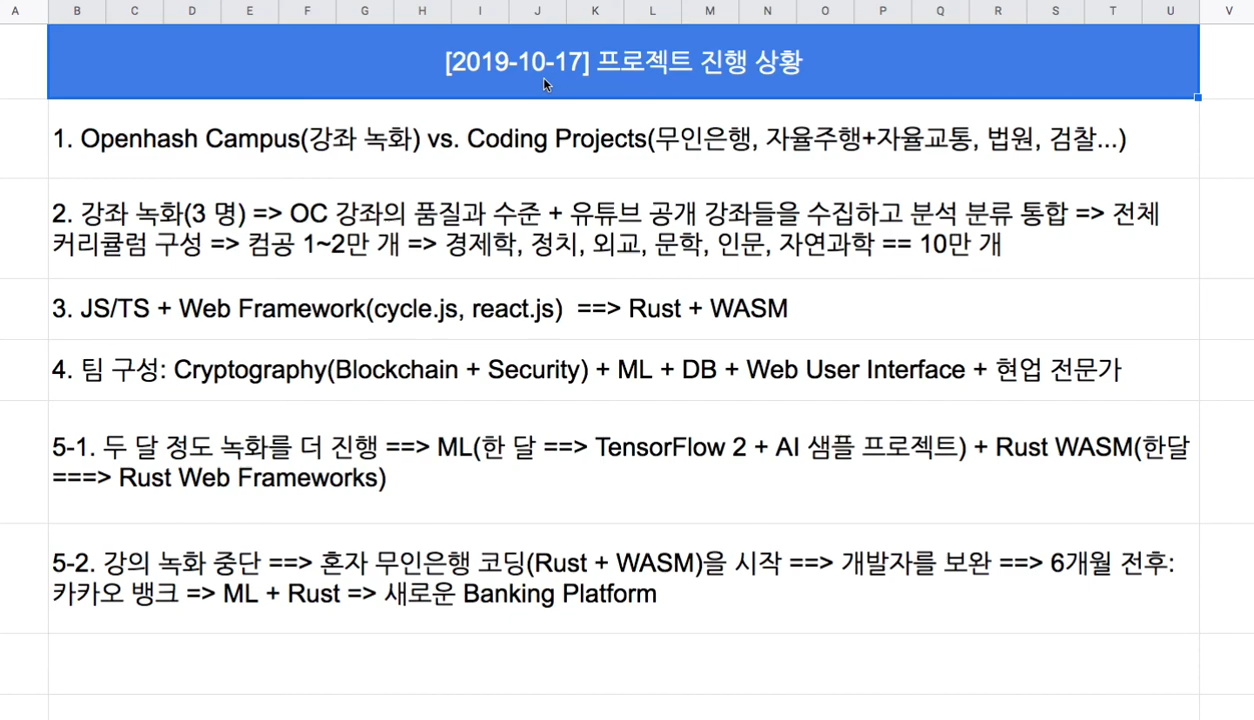 A B C D E F G H I J K L M N O P Q R S T U V
[2019-10-17] 프로젝트 진행 상황
1. Openhash Campus(강좌 녹화) vs. Coding Projects(무인은행, 자율주행+자율교통, 법원, 검찰...)
2. 강좌 녹화(3 명) => OC 강좌의 품질과 수준 + 유튜브 공개 강좌들을 수집하고 분석 분류 통합 => 전체
커리큘럼 구성 => 컴공 1~2만 개 => 경제학, 정치, 외교, 문학, 인문, 자연과학 == 10만 개
3. JS/TS + Web Framework(cycle.js, react.js) ==> Rust + WASM
4. 팀 구성: Cryptography(Blockchain + Security) + ML + DB + Web User Interface + 현업 전문가
5-1. 두 달 정도 녹화를 더 진행 ==> ML(한 달 ==> TensorFlow 2 + AI 샘플 프로젝트) + Rust WASM(한달
===> Rust Web Frameworks)
5-2. 강의 녹화 중단 ==> 혼자 무인은행 코딩(Rust + WASM)을 시작 ==> 개발자를 보완 ==> 6개월 전후:
카카오 뱅크 => ML + Rust => 새로운 Banking Platform